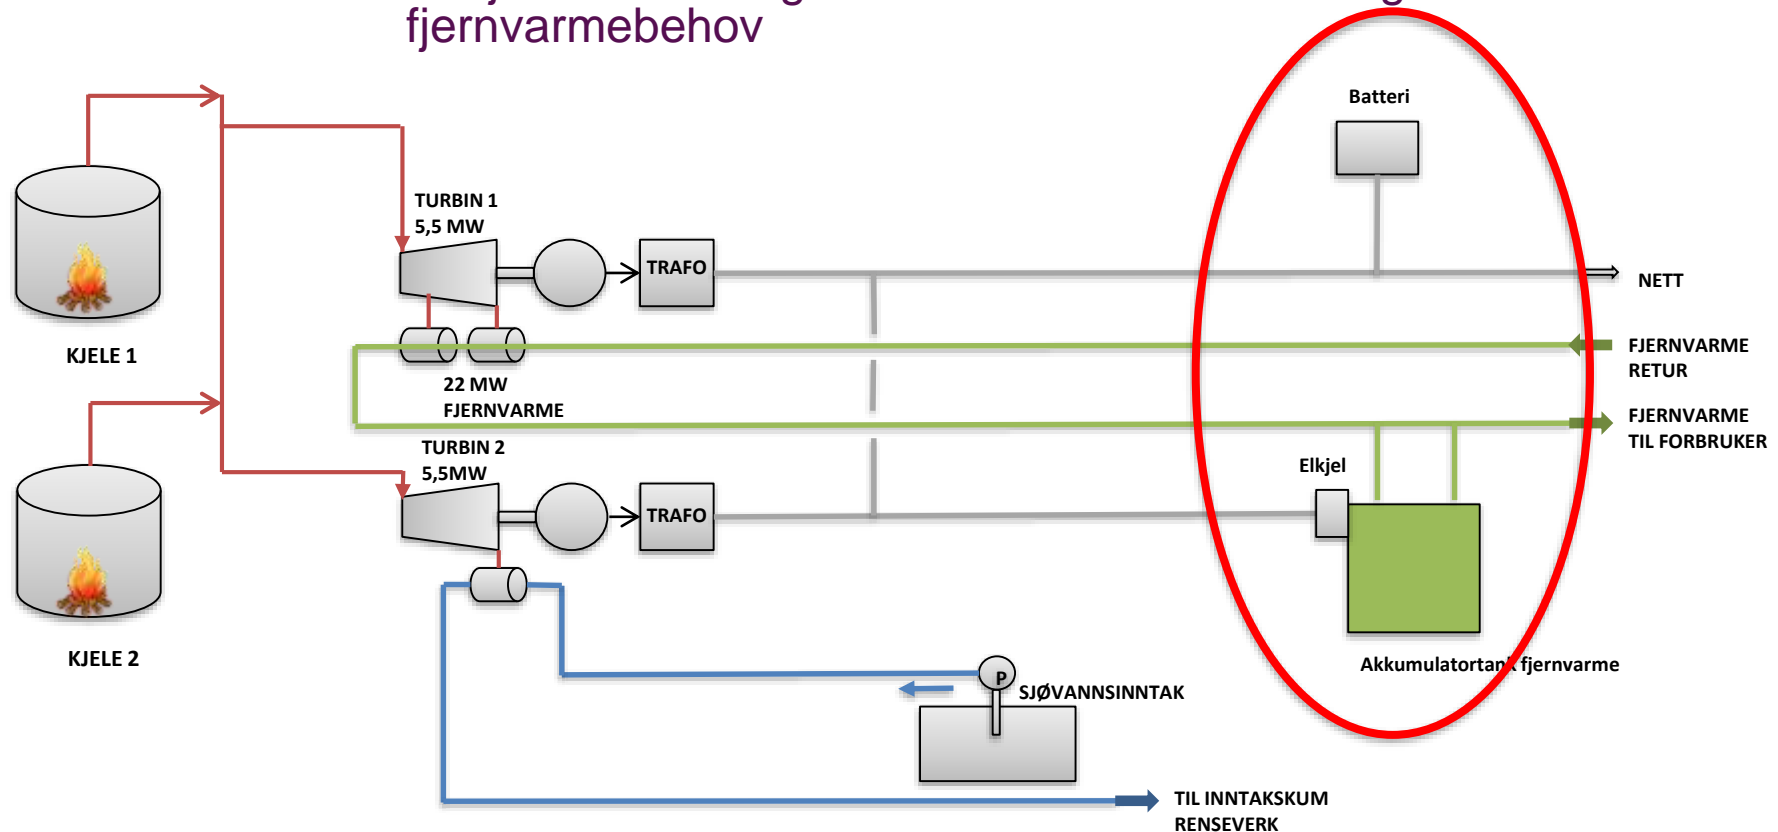 fjernvarmebehov
Batteri
TURBIN 1
5,5 MW
TRAFO
NETT
KJELE 1
FJERNVARME
RETUR
22 MW
FJERNVARME
FJERNVARME
TIL FORBRUKER
TURBIN 2
5,5MW
Elkjel
TRAFO
KJELE 2
Akkumulatortank fjernvarme
P
SJØVANNSINNTAK
TIL INNTAKSKUM
RENSEVERK